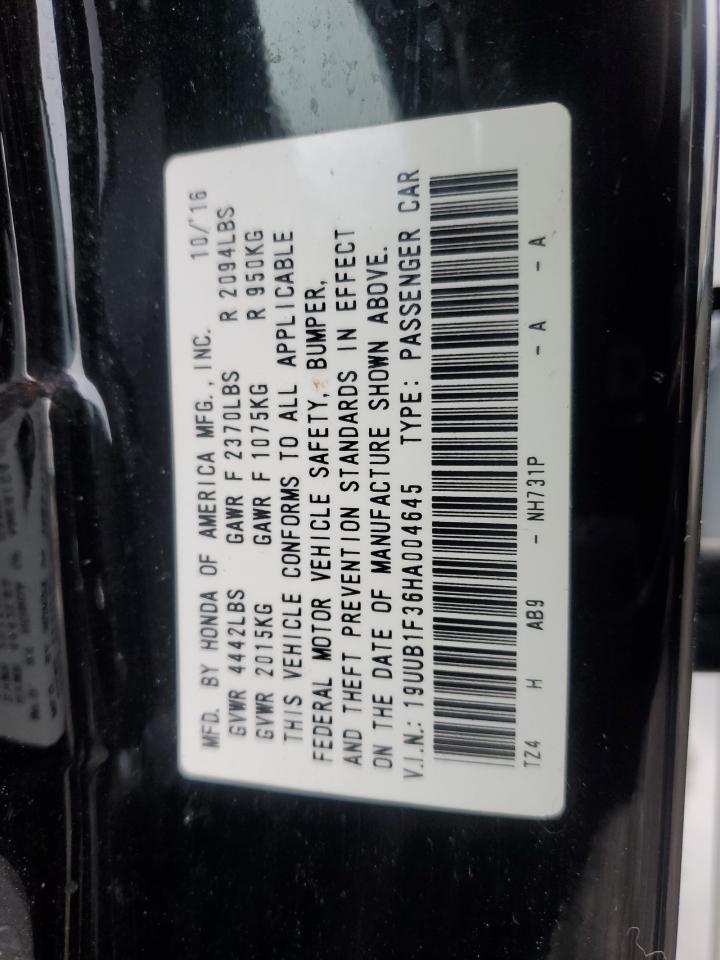 MFD. BY HONDA OF AMERICA MFG., INC. 10/'16
GVWR 4442LBS GAWR F 2370LBS R 2094LBS
GVWR 2015KG GAWR F 1075KG R 950KG
THIS VEHICLE CONFORMS TO ALL APPLICABLE
FEDERAL MOTOR VEHICLE SAFETY, BUMPER,
AND THEFT PREVENTION STANDARDS IN EFFECT
ON THE DATE OF MANUFACTURE SHOWN ABOVE.
V.I.N.: 19UUB1F36HA004645 TYPE: PASSENGER CAR
TZ4 H AB9 - NH731P - A - A